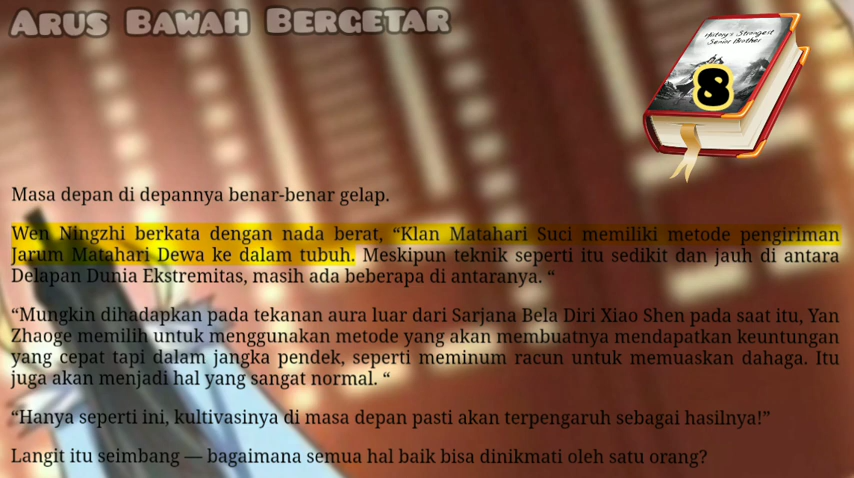 Arus Bawah Bergetar
History's Strongest
Senior Brother
8
Masa depan di depannya benar-benar gelap.
Wen Ningzhi berkata dengan nada berat, “Klan Matahari Suci memiliki metode pengiriman
Jarum Matahari Dewa ke dalam tubuh. Meskipun teknik seperti itu sedikit dan jauh di antara
Delapan Dunia Ekstremitas, masih ada beberapa di antaranya. “
“Mungkin dihadapkan pada tekanan aura luar dari Sarjana Bela Diri Xiao Shen pada saat itu, Yan
Zhaoge memilih untuk menggunakan metode yang akan membuatnya mendapatkan keuntungan
yang cepat tapi dalam jangka pendek, seperti meminum racun untuk memuaskan dahaga. Itu
juga akan menjadi hal yang sangat normal. “
“Hanya seperti ini, kultivasinya di masa depan pasti akan terpengaruh sebagai hasilnya!”
Langit itu seimbang — bagaimana semua hal baik bisa dinikmati oleh satu orang?